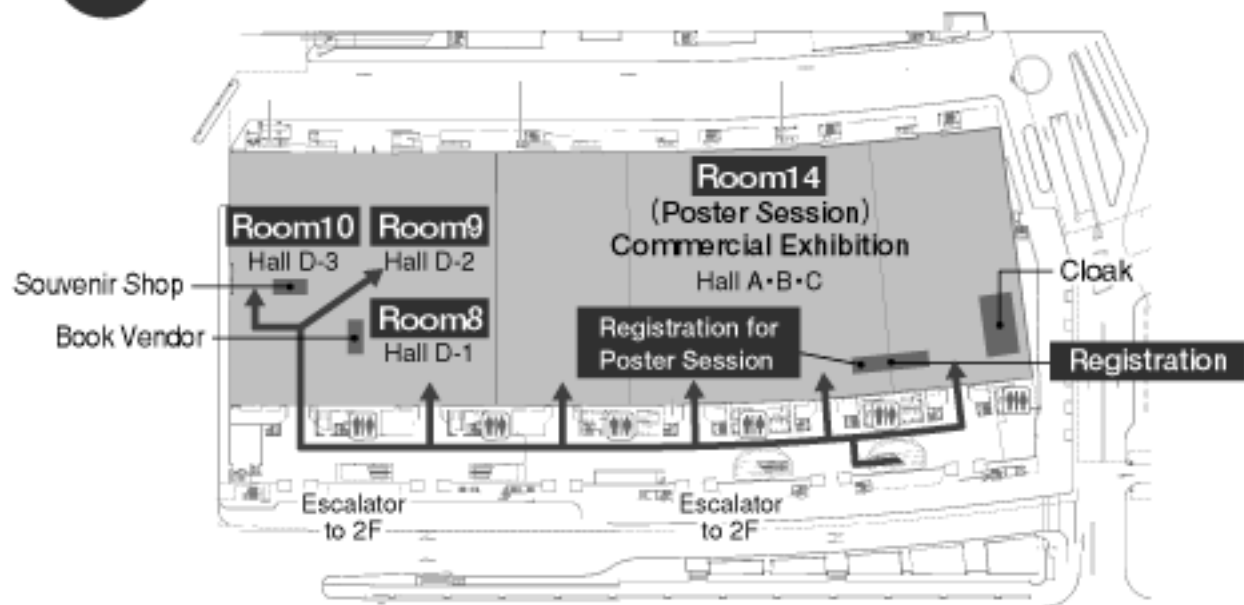 Room14
(Poster Session)
Commercial Exhibition
Hall A・B・C
Room10
Hall D-3
Room9
Hall D-2
Souvenir Shop
Book Vendor
Room8
Hall D-1
Registration for
Poster Session
Cloak
Registration
Escalator
to 2F
Escalator
to 2F